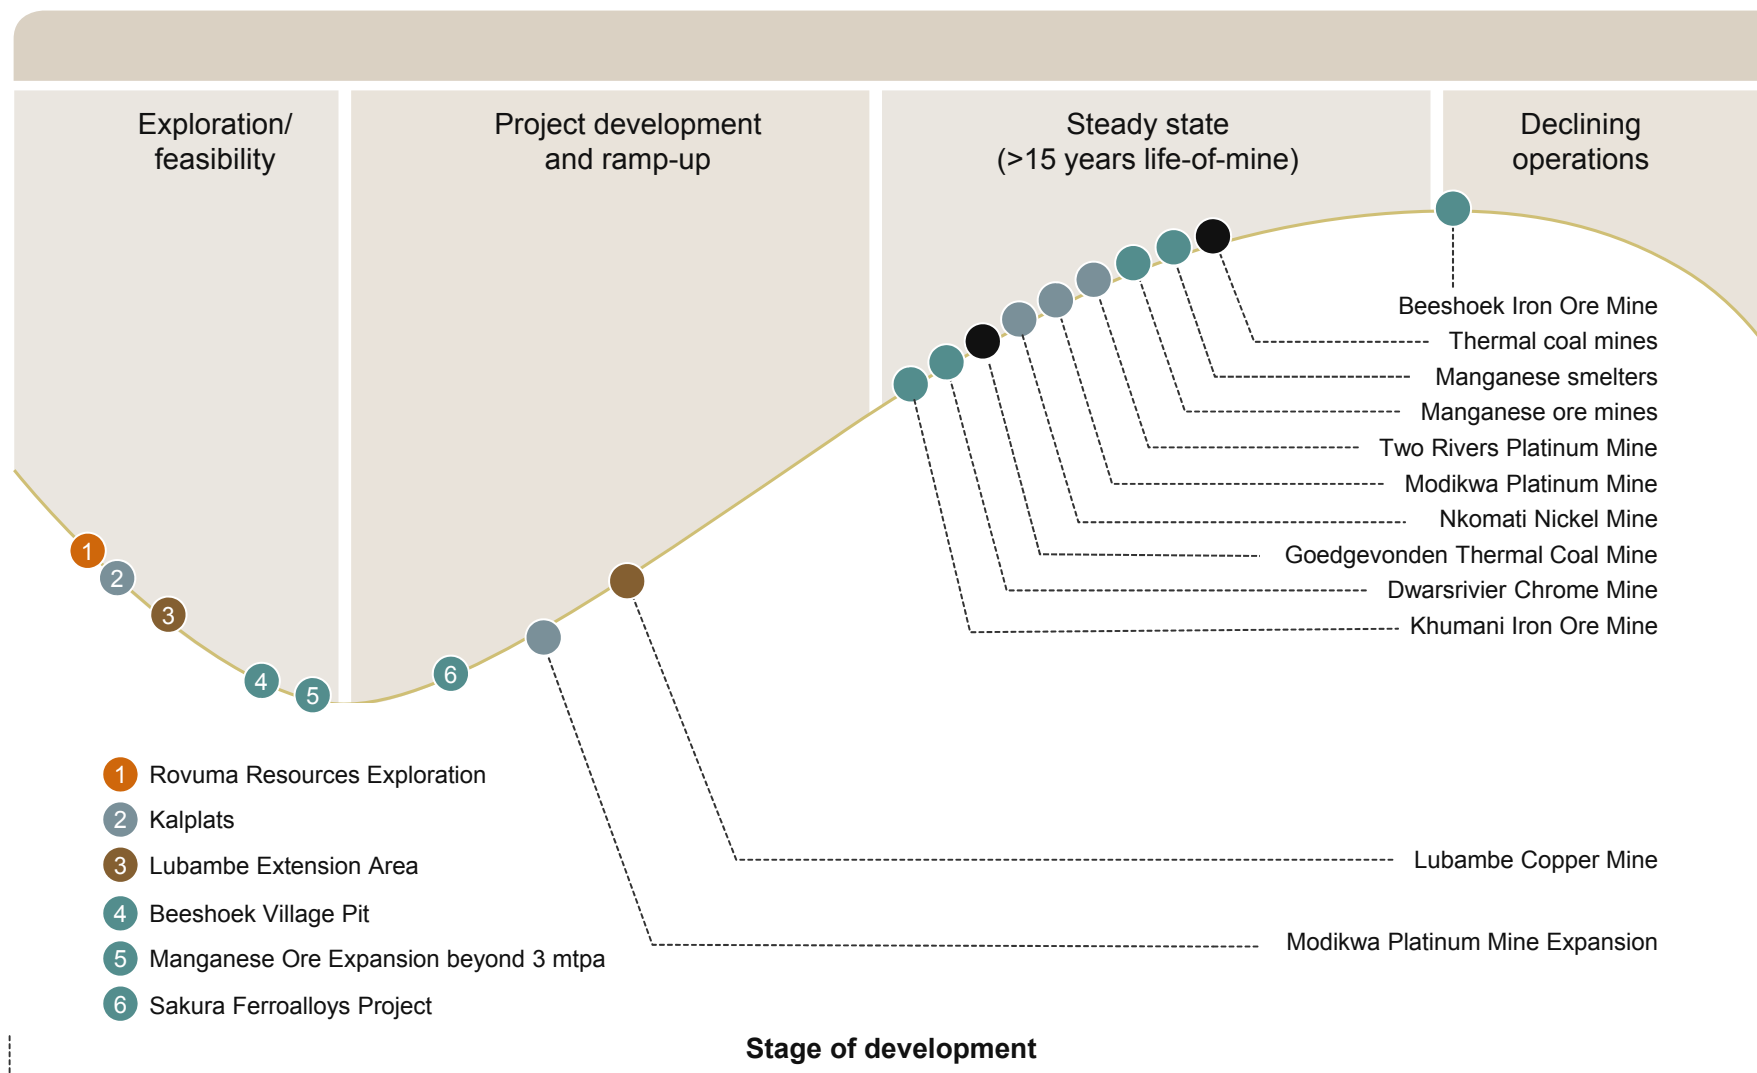 Exploration/
feasibility
Project development
and ramp-up
Steady state
(>15 years life-of-mine)
Declining
operations
Beeshoek Iron Ore Mine
Thermal coal mines
Manganese smelters
Manganese ore mines
Two Rivers Platinum Mine
Modikwa Platinum Mine
Nkomati Nickel Mine
Goedgevonden Thermal Coal Mine
Dwarsrivier Chrome Mine
Khumani Iron Ore Mine
1
2
3
4
5
6
1 Rovuma Resources Exploration
2 Kalplats
3 Lubambe Extension Area
4 Beeshoek Village Pit
5 Manganese Ore Expansion beyond 3 mtpa
6 Sakura Ferroalloys Project
Lubambe Copper Mine
Modikwa Platinum Mine Expansion
Stage of development